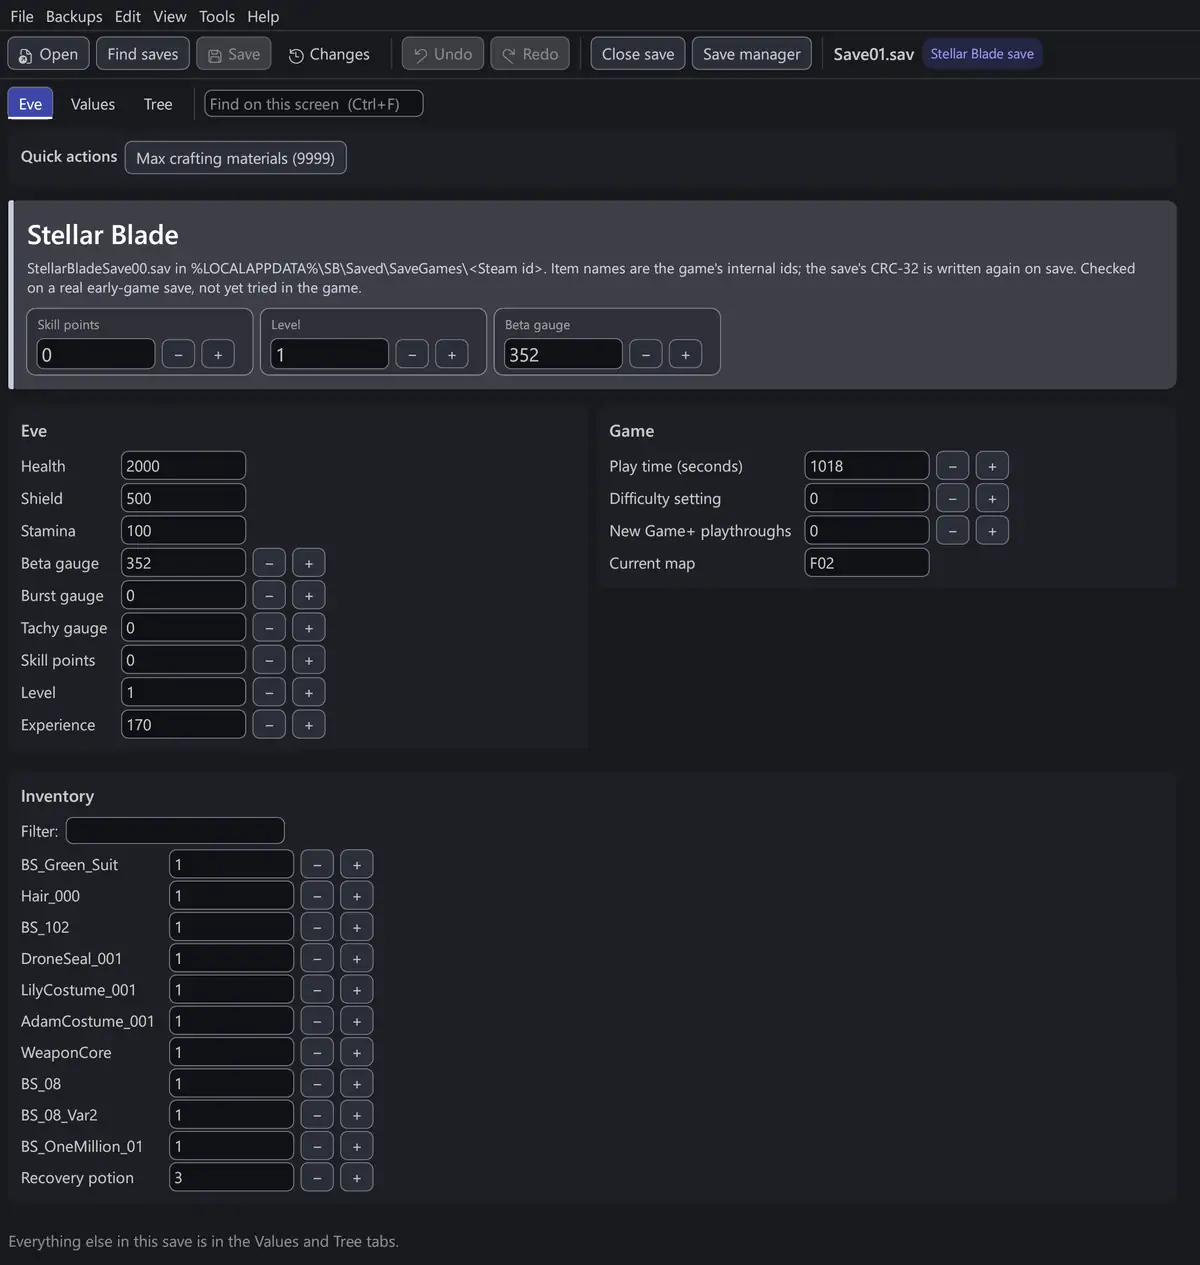 File Backups Edit View Tools Help
Open Find saves Save Changes Undo Redo Close save Save manager Save01.sav Stellar Blade save
Eve Values Tree Find on this screen (Ctrl+F)
Quick actions Max crafting materials (9999)
Stellar Blade
StellarBladeSave00.sav in %LOCALAPPDATA%\SB\Saved\SaveGames\<Steam id>. Item names are the game's internal ids; the save's CRC-32 is written again on save. Checked
on a real early-game save, not yet tried in the game.
Skill points Level Beta gauge
0 − + 1 − + 352 − +
Eve
Health 2000
Shield 500
Stamina 100
Beta gauge 352 − +
Burst gauge 0 − +
Tachy gauge 0 − +
Skill points 0 − +
Level 1 − +
Experience 170 − +
Game
Play time (seconds) 1018 − +
Difficulty setting 0 − +
New Game+ playthroughs 0 − +
Current map F02
Inventory
Filter:
BS_Green_Suit 1 − +
Hair_000 1 − +
BS_102 1 − +
DroneSeal_001 1 − +
LilyCostume_001 1 − +
AdamCostume_001 1 − +
WeaponCore 1 − +
BS_08 1 − +
BS_08_Var2 1 − +
BS_OneMillion_01 1 − +
Recovery potion 3 − +
Everything else in this save is in the Values and Tree tabs.